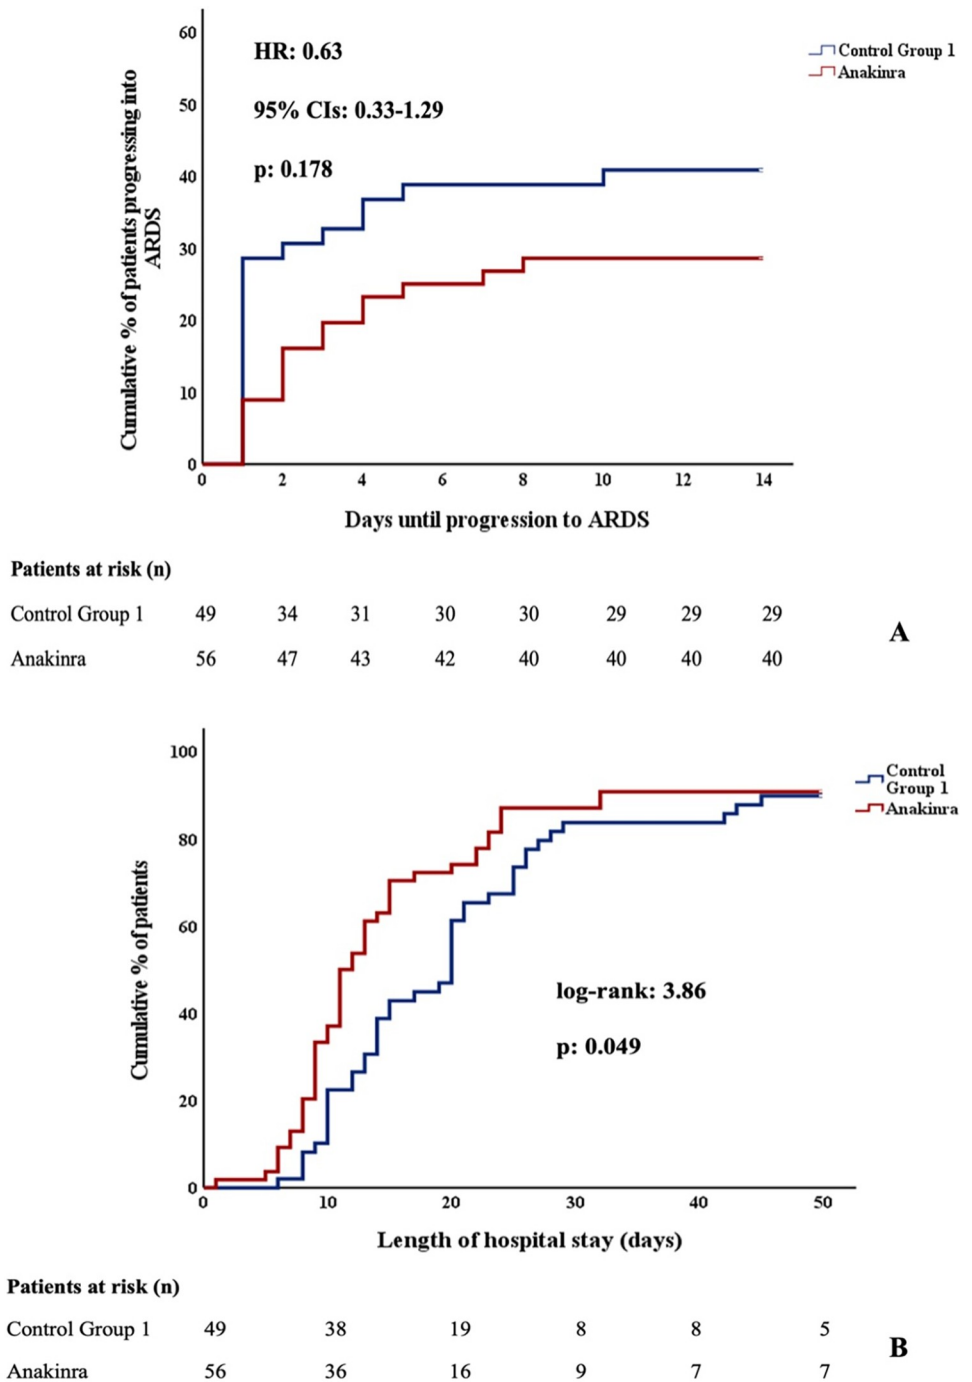 60
HR: 0.63
Control Group 1
Anakinra
50
95% CIs: 0.33-1.29
40
p: 0.178
30
20
10
0
Cumulative % of patients progressing into
ARDS
0 2 4 6 8 10 12 14
Days until progression to ARDS
Patients at risk (n)
Control Group 1 49 34 31 30 30 29 29 29
A
Anakinra 56 47 43 42 40 40 40 40
100
Control
Group 1
Anakinra
80
60
40
20
0
Cumulative % of patients
log-rank: 3.86
p: 0.049
0 10 20 30 40 50
Length of hospital stay (days)
Patients at risk (n)
Control Group 1 49 38 19 8 8 5
B
Anakinra 56 36 16 9 7 7